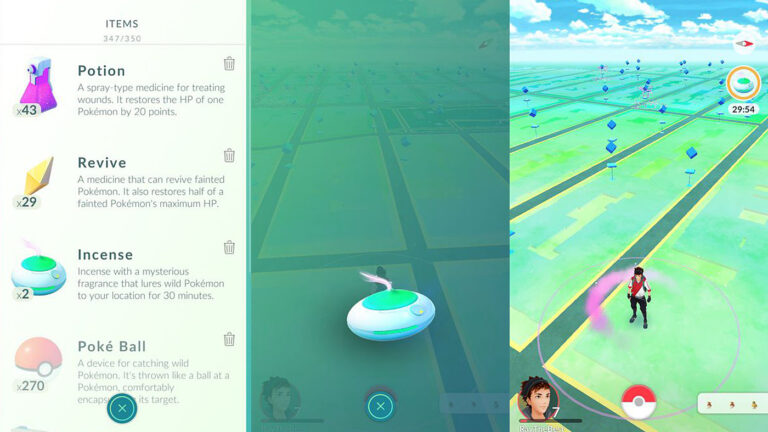 ITEMS
347/350
Potion
A spray-type medicine for treating
wounds. It restores the HP of one
Pokémon by 20 points.
x43
Revive
A medicine that can revive fainted
Pokémon. It also restores half of a
fainted Pokémon's maximum HP.
x29
Incense
Incense with a mysterious
fragrance that lures wild Pokémon
to your location for 30 minutes.
x2
Poké Ball
A device for catching wild
Pokémon. It's thrown like a ball at a
Pokémon, comfortably
its target.
x270
7
29:54
7